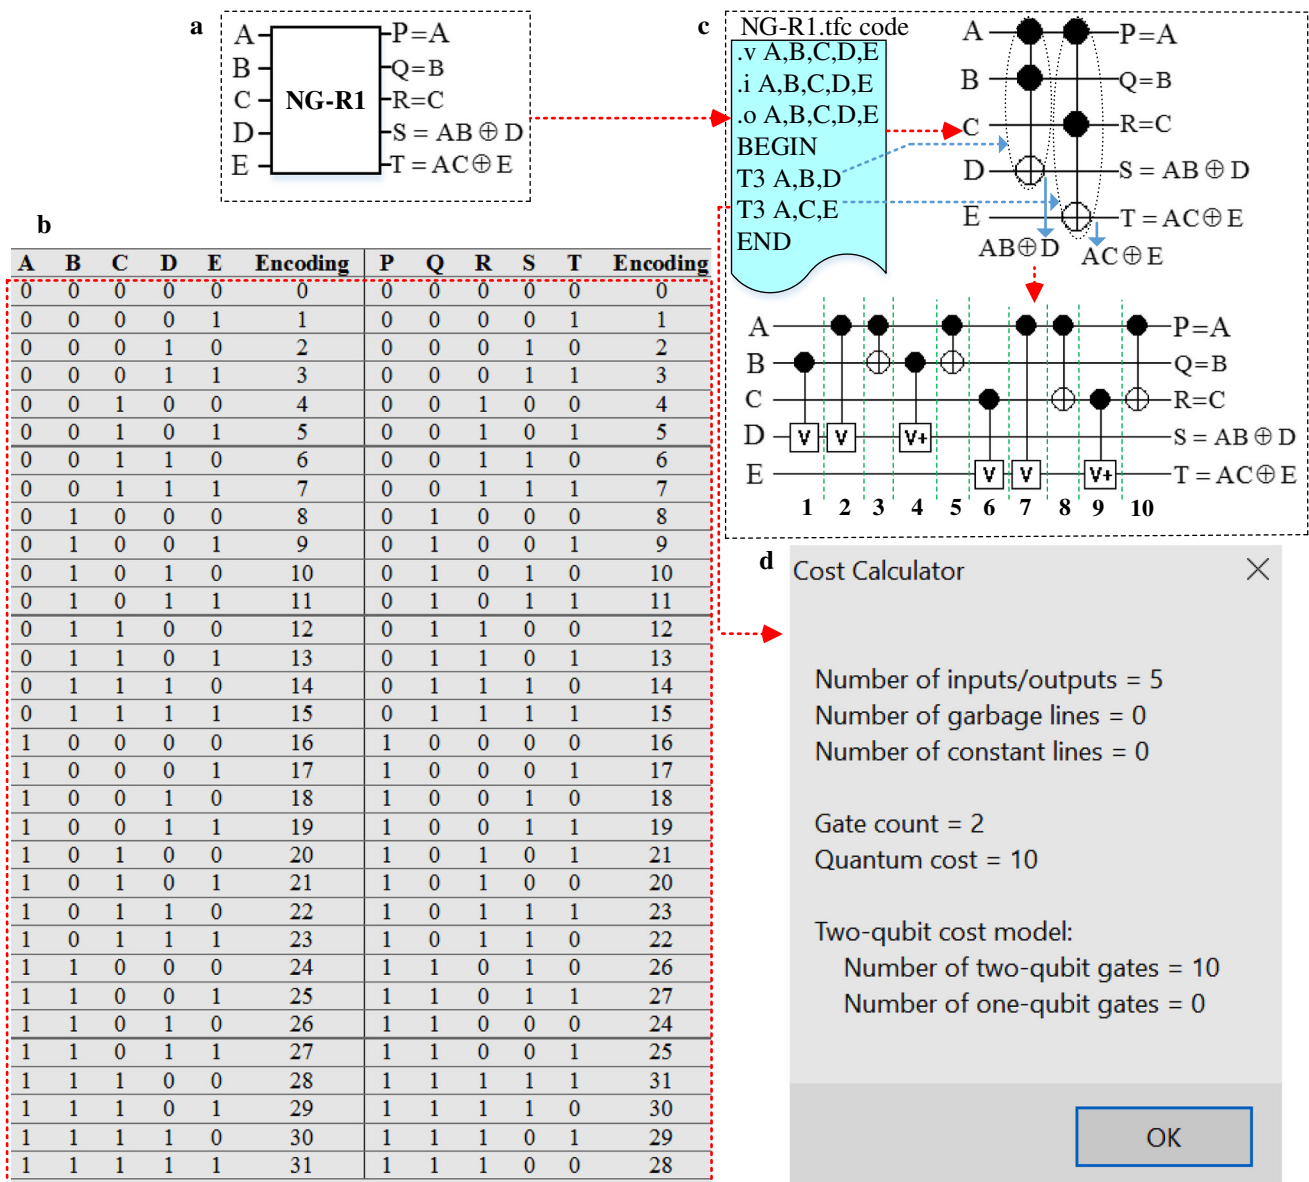 a
A
B
C
D
E
NG-R1
P=A
Q=B
R=C
S = AB ⊕ D
T = AC⊕E
b
A B C D E Encoding P Q R S T Encoding
0 0 0 0 0 0 0 0 0 0 0 0
0 0 0 0 1 1 0 0 0 0 1 1
0 0 0 1 0 2 0 0 0 1 0 2
0 0 0 1 1 3 0 0 0 1 1 3
0 0 1 0 0 4 0 0 1 0 0 4
0 0 1 0 1 5 0 0 1 0 1 5
0 0 1 1 0 6 0 0 1 1 0 6
0 0 1 1 1 7 0 0 1 1 1 7
0 1 0 0 0 8 0 1 0 0 0 8
0 1 0 0 1 9 0 1 0 0 1 9
0 1 0 1 0 10 0 1 0 1 0 10
0 1 0 1 1 11 0 1 0 1 1 11
0 1 1 0 0 12 0 1 1 0 0 12
0 1 1 0 1 13 0 1 1 0 1 13
0 1 1 1 0 14 0 1 1 1 0 14
0 1 1 1 1 15 0 1 1 1 1 15
1 0 0 0 0 16 1 0 0 0 0 16
1 0 0 0 1 17 1 0 0 0 1 17
1 0 0 1 0 18 1 0 0 1 0 18
1 0 0 1 1 19 1 0 0 1 1 19
1 0 1 0 0 20 1 0 1 0 1 21
1 0 1 0 1 21 1 0 1 0 0 20
1 0 1 1 0 22 1 0 1 1 1 23
1 0 1 1 1 23 1 0 1 1 0 22
1 1 0 0 0 24 1 1 0 1 0 26
1 1 0 0 1 25 1 1 0 1 1 27
1 1 0 1 0 26 1 1 0 0 0 24
1 1 0 1 1 27 1 1 0 0 1 25
1 1 1 0 0 28 1 1 1 1 1 31
1 1 1 0 1 29 1 1 1 1 0 30
1 1 1 1 0 30 1 1 1 0 1 29
1 1 1 1 1 31 1 1 1 0 0 28
c
NG-R1.tfc code
.v A,B,C,D,E
.i A,B,C,D,E
.o A,B,C,D,E
BEGIN
T3 A,B,D
T3 A,C,E
END
A P=A
B Q=B
C R=C
D S = AB ⊕ D
E T = AC⊕E
AB⊕D AC⊕E
A P=A
B Q=B
C R=C
D V V V+ S = AB ⊕ D
E V V V+ T = AC⊕E
1 2 3 4 5 6 7 8 9 10
d
Cost Calculator
Number of inputs/outputs = 5
Number of garbage lines = 0
Number of constant lines = 0
Gate count = 2
Quantum cost = 10
Two-qubit cost model:
Number of two-qubit gates = 10
Number of one-qubit gates = 0
OK